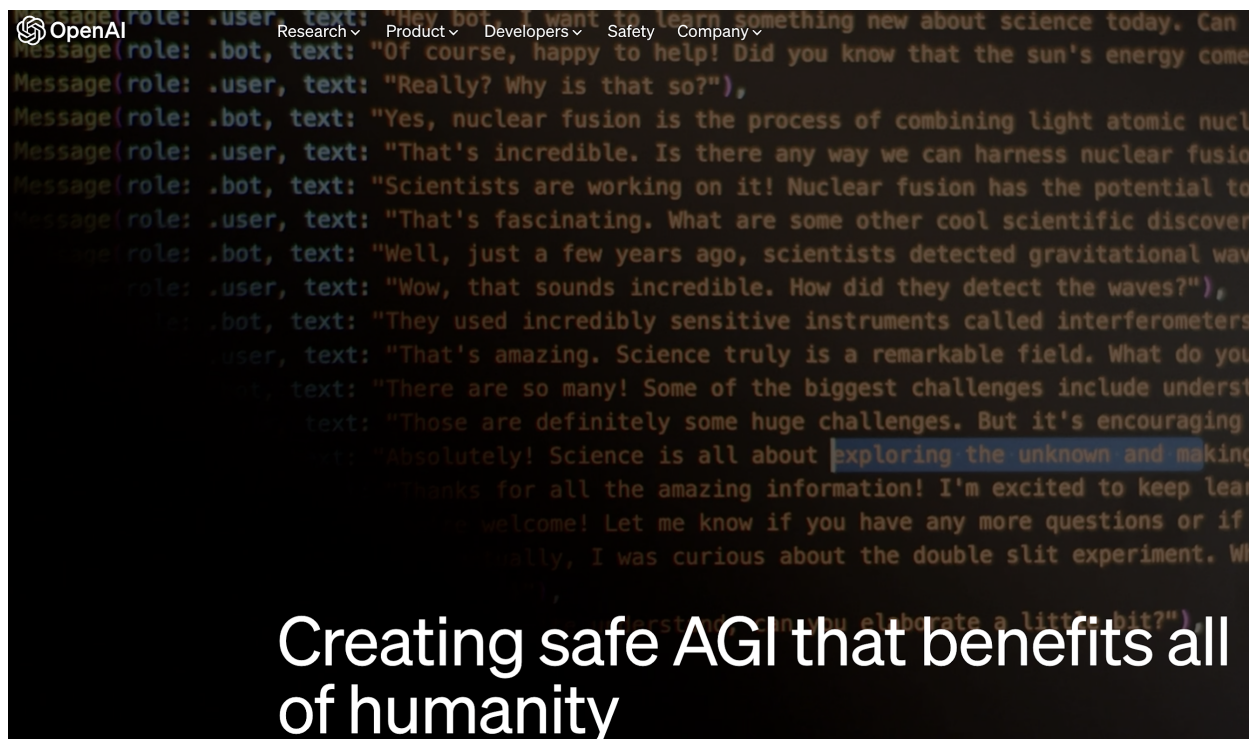 OpenAI Research Product Developers Safety Company
"Hey bot, I want to learn something new about science today. Can
Message(role: .bot, text: "Of course, happy to help! Did you know that the sun's energy come
Message(role: .user, text: "Really? Why is that so?"),
Message(role: .bot, text: "Yes, nuclear fusion is the process of combining light atomic nucl
Message(role: .user, text: "That's incredible. Is there any way we can harness nuclear fusio
Message(role: .bot, text: "Scientists are working on it! Nuclear fusion has the potential to
Message(role: .user, text: "That's fascinating. What are some other cool scientific discover
role: .bot, text: "Well, just a few years ago, scientists detected gravitational wav
role: .user, text: "Wow, that sounds incredible. How did they detect the waves?"),
.bot, text: "They used incredibly sensitive instruments called interferometers
user, text: "That's amazing. Science truly is a remarkable field. What do you
text: "There are so many! Some of the biggest challenges include underst
text: "Those are definitely some huge challenges. But it's encouraging
"Absolutely! Science is all about exploring the unknown and making
Thanks for all the amazing information! I'm excited to keep lear
welcome! Let me know if you have any more questions or if
I was curious about the double slit experiment. Wh
understand, can you elaborate a little bit?"),
Creating safe AGI that benefits all
of humanity